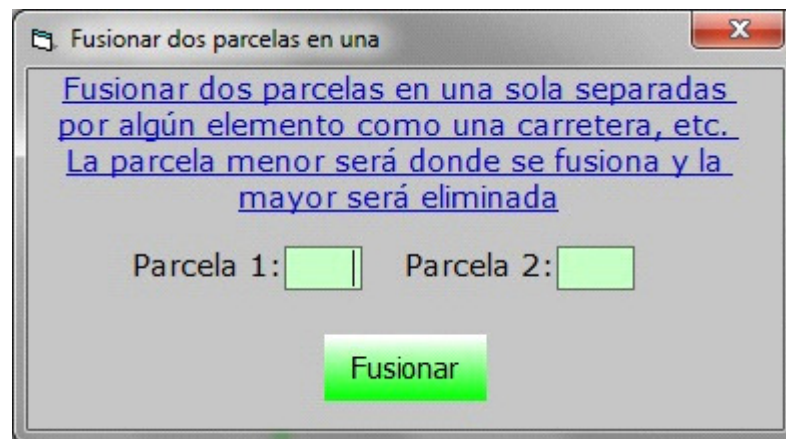 Fusionar dos parcelas en una
Fusionar dos parcelas en una sola separadas
por algún elemento como una carretera, etc.
La parcela menor será donde se fusiona y la
mayor será eliminada
Parcela 1: Parcela 2:
Fusionar